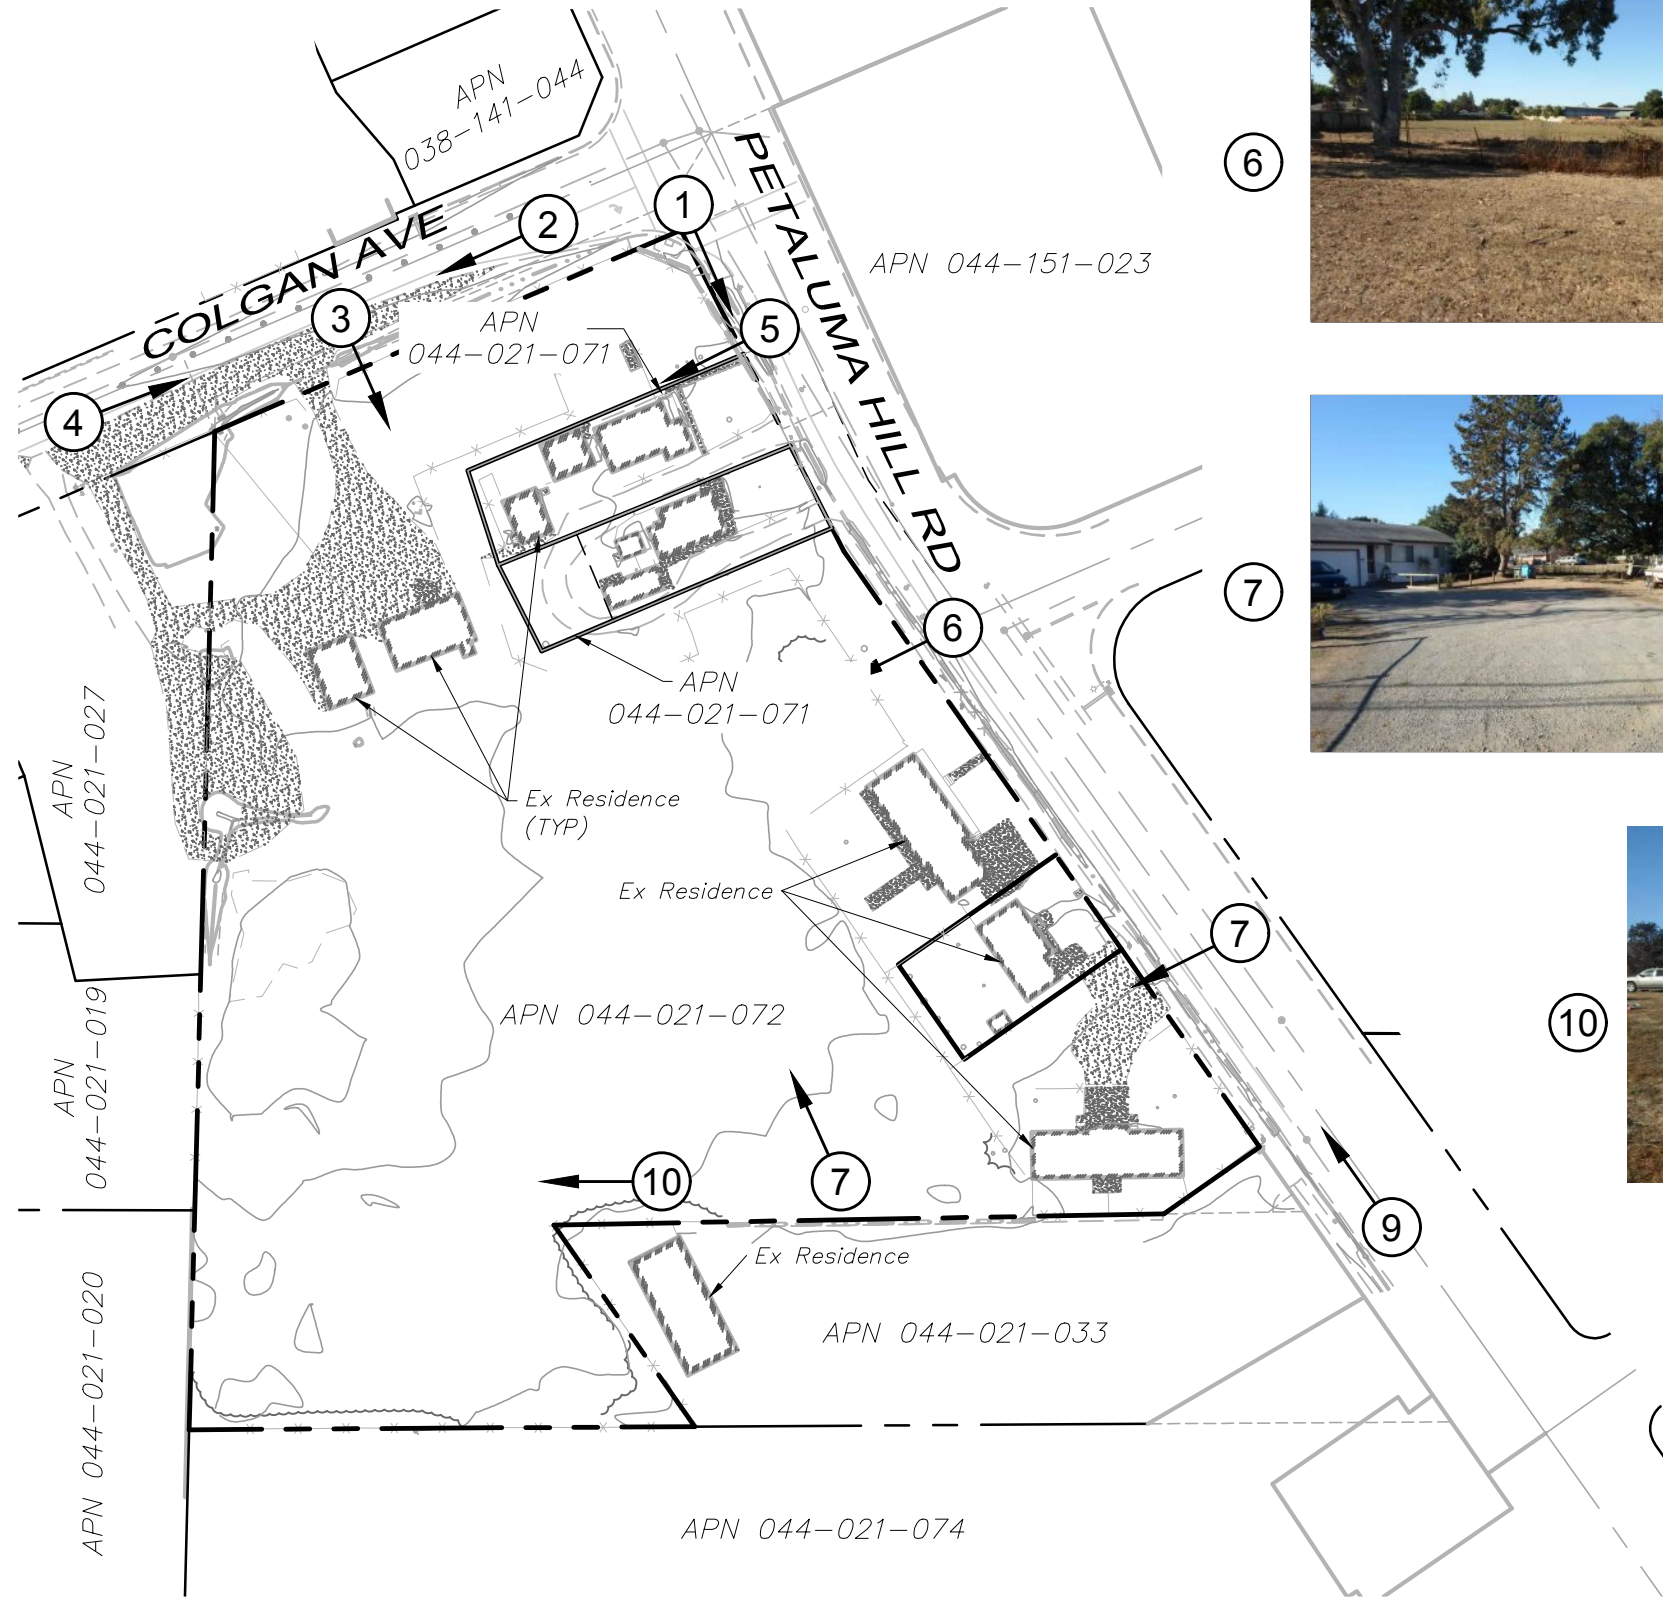 APN
038-141-044
6
PETALUMA HILL RD
1
2
COLGAN AVE
APN 044-151-023
3
APN
044-021-071
5
4
7
6
APN
044-021-071
APN
044-021-027
Ex Residence
(TYP)
Ex Residence
7
APN 044-021-072
10
APN
044-021-019
10
7
9
Ex Residence
APN 044-021-033
APN 044-021-020
APN 044-021-074